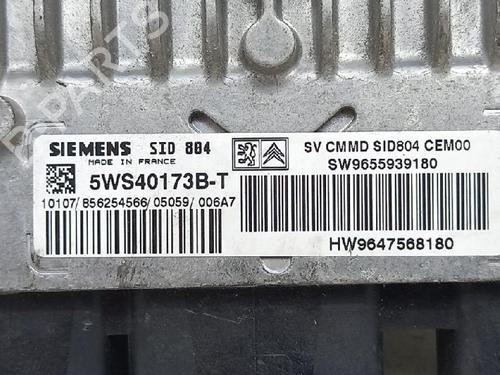 SIEMENS SID 804
MADE IN FRANCE
5WS40173B-T
10107/856254566/05059/006A7
SV CMMD SID804 CEM00
SW9655939180
HW9647568180